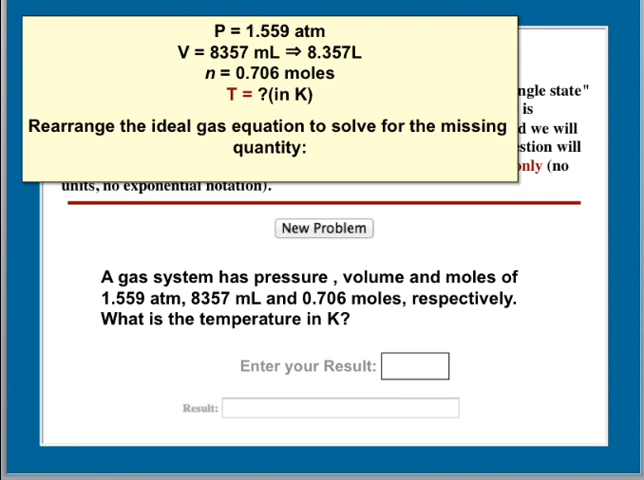 P = 1.559 atm
V = 8357 mL ⇒ 8.357L
n = 0.706 moles
T = ?(in K)
Rearrange the ideal gas equation to solve for the missing
quantity:
ngle state"
is
d we will
stion will
only (no
units, no exponential notation).
New Problem
A gas system has pressure , volume and moles of
1.559 atm, 8357 mL and 0.706 moles, respectively.
What is the temperature in K?
Enter your Result:
Result: